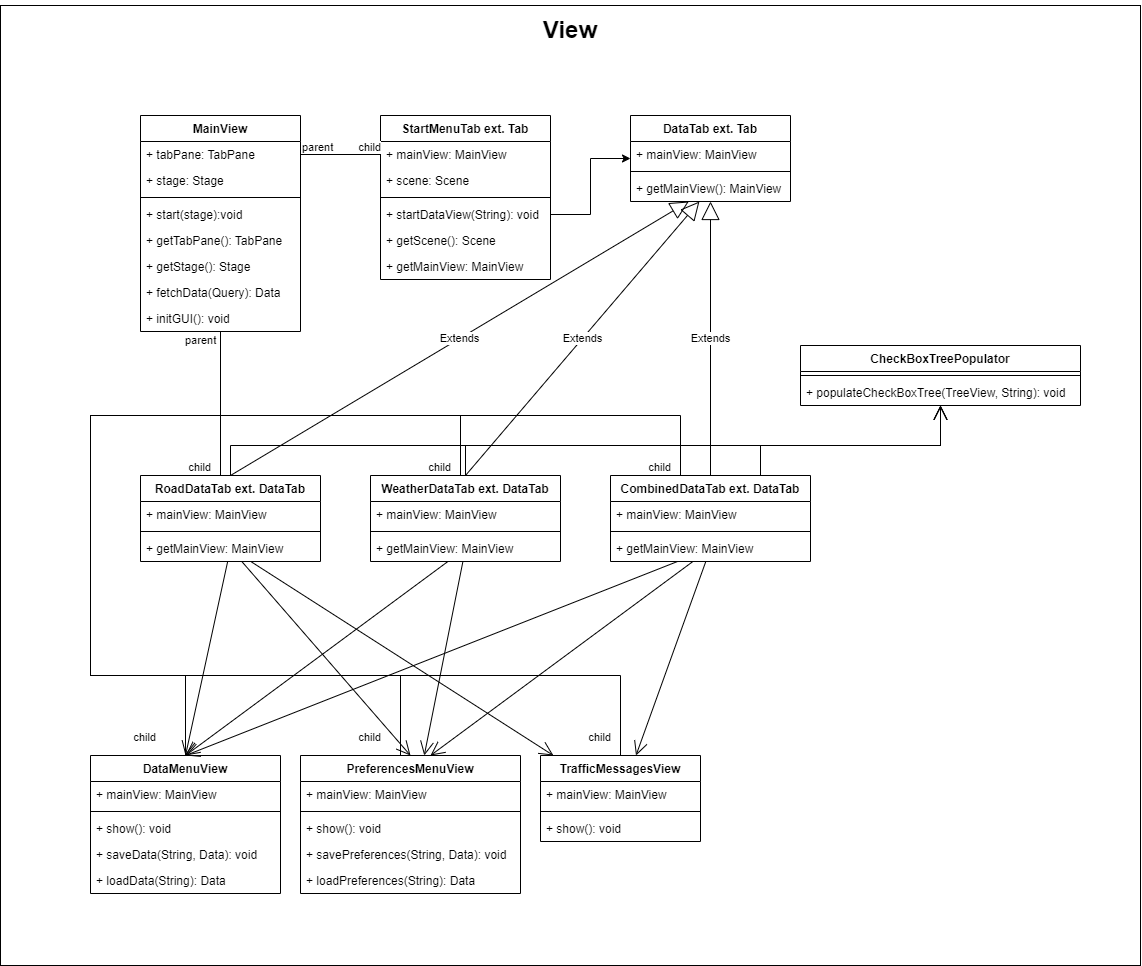 View
MainView
+ tabPane: TabPane
+ stage: Stage
+ start(stage):void
+ getTabPane(): TabPane
+ getStage(): Stage
+ fetchData(Query): Data
+ initGUI(): void
parent
child
StartMenuTab ext. Tab
+ mainView: MainView
+ scene: Scene
+ startDataView(String): void
+ getScene(): Scene
+ getMainView: MainView
DataTab ext. Tab
+ mainView: MainView
+ getMainView(): MainView
parent
Extends
Extends
Extends
CheckBoxTreePopulator
+ populateCheckBoxTree(TreeView, String): void
child
child
child
RoadDataTab ext. DataTab
+ mainView: MainView
+ getMainView: MainView
WeatherDataTab ext. DataTab
+ mainView: MainView
+ getMainView: MainView
CombinedDataTab ext. DataTab
+ mainView: MainView
+ getMainView: MainView
child
child
child
DataMenuView
+ mainView: MainView
+ show(): void
+ saveData(String, Data): void
+ loadData(String): Data
PreferencesMenuView
+ mainView: MainView
+ show(): void
+ savePreferences(String, Data): void
+ loadPreferences(String): Data
TrafficMessagesView
+ mainView: MainView
+ show(): void